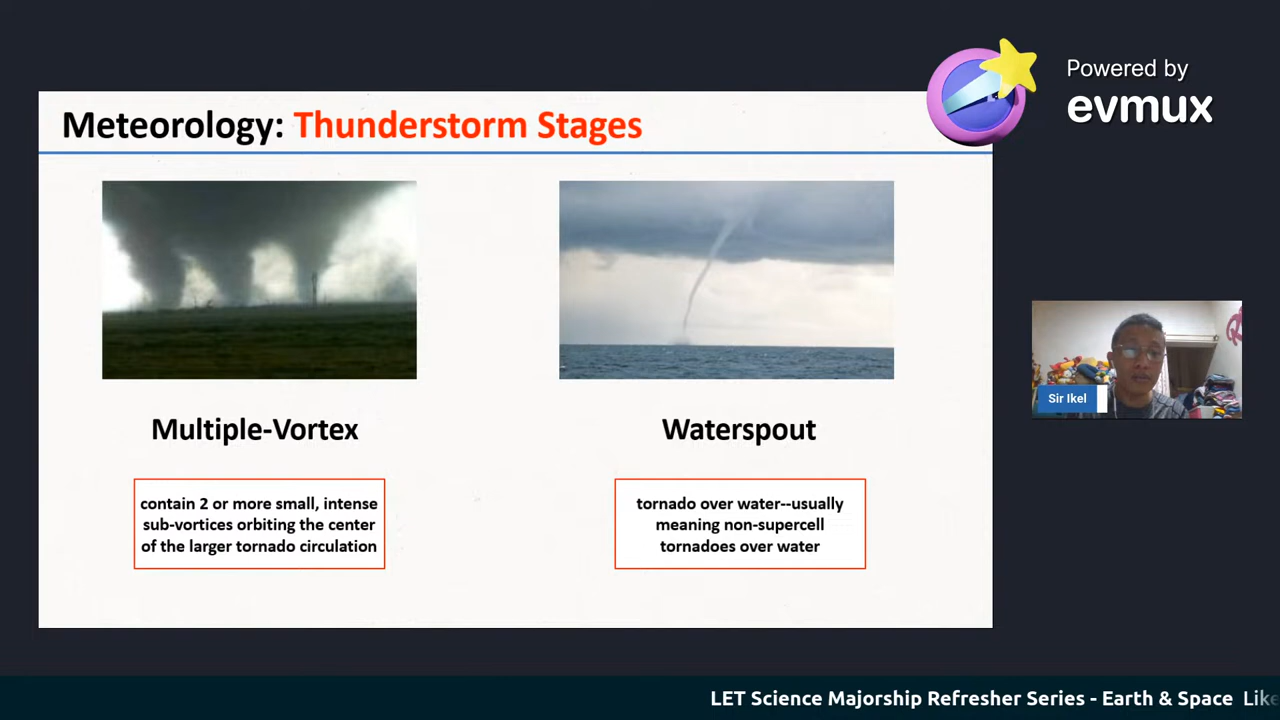 Powered by
evmux
Meteorology: Thunderstorm Stages
Multiple-Vortex
contain 2 or more small, intense
sub-vortices orbiting the center
of the larger tornado circulation
Waterspout
tornado over water--usually
meaning non-supercell
tornadoes over water
Sir Ikel
LET Science Majorship Refresher Series - Earth & Space Like